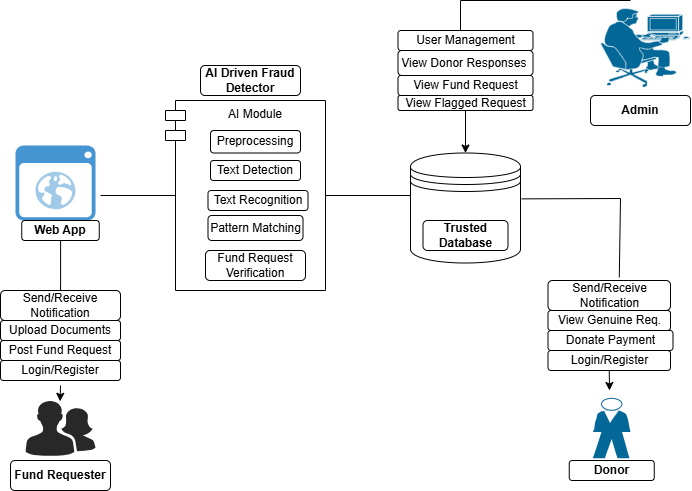 User Management
View Donor Responses
View Fund Request
View Flagged Request
Admin
AI Driven Fraud
Detector
AI Module
Preprocessing
Text Detection
Text Recognition
Pattern Matching
Fund Request
Verification
Web App
Trusted
Database
Send/Receive
Notification
Upload Documents
Post Fund Request
Login/Register
Fund Requester
Send/Receive
Notification
View Genuine Req.
Donate Payment
Login/Register
Donor